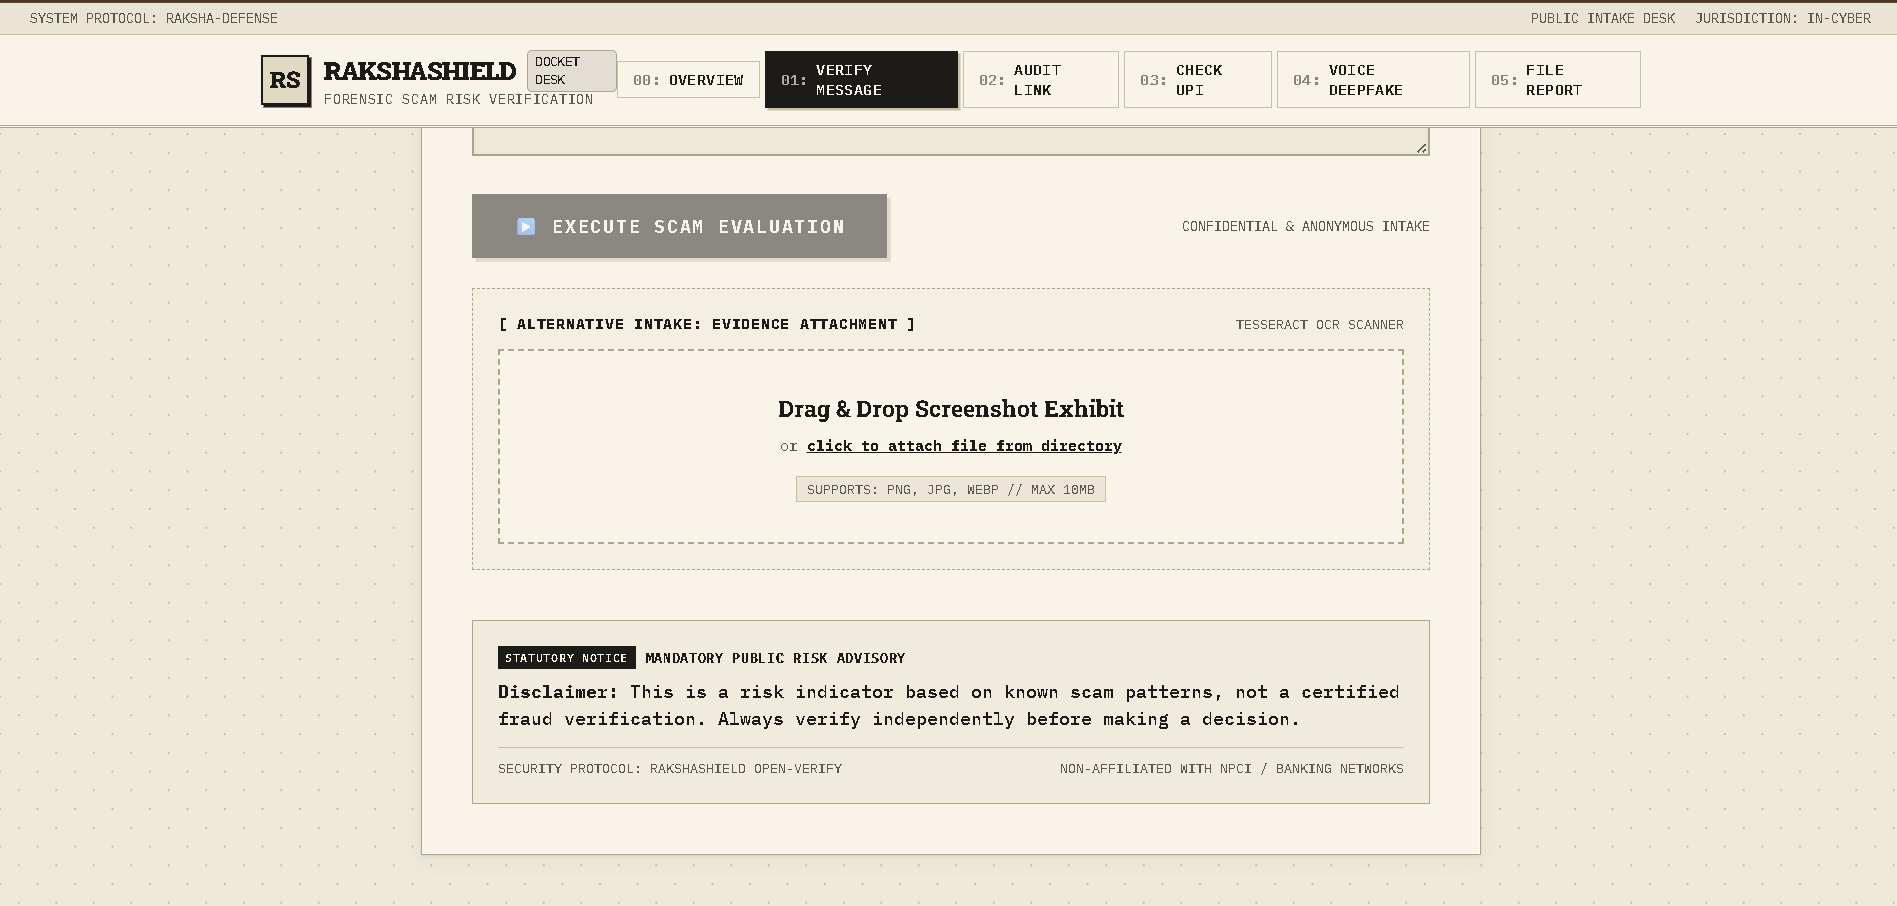 SYSTEM PROTOCOL: RAKSHA-DEFENSE
PUBLIC INTAKE DESK
JURISDICTION: IN-CYBER
RS
RAKSHASHIELD
DOCKET
DESK
FORENSIC SCAM RISK VERIFICATION
00: OVERVIEW
01: VERIFY
MESSAGE
02: AUDIT
LINK
03: CHECK
UPI
04: VOICE
DEEPFAKE
05: FILE
REPORT
EXECUTE SCAM EVALUATION
CONFIDENTIAL & ANONYMOUS INTAKE
[ ALTERNATIVE INTAKE: EVIDENCE ATTACHMENT ]
TESSERACT OCR SCANNER
Drag & Drop Screenshot Exhibit
or click to attach file from directory
SUPPORTS: PNG, JPG, WEBP // MAX 10MB
STATUTORY NOTICE MANDATORY PUBLIC RISK ADVISORY
Disclaimer: This is a risk indicator based on known scam patterns, not a certified
fraud verification. Always verify independently before making a decision.
SECURITY PROTOCOL: RAKSHASHIELD OPEN-VERIFY
NON-AFFILIATED WITH NPCI / BANKING NETWORKS